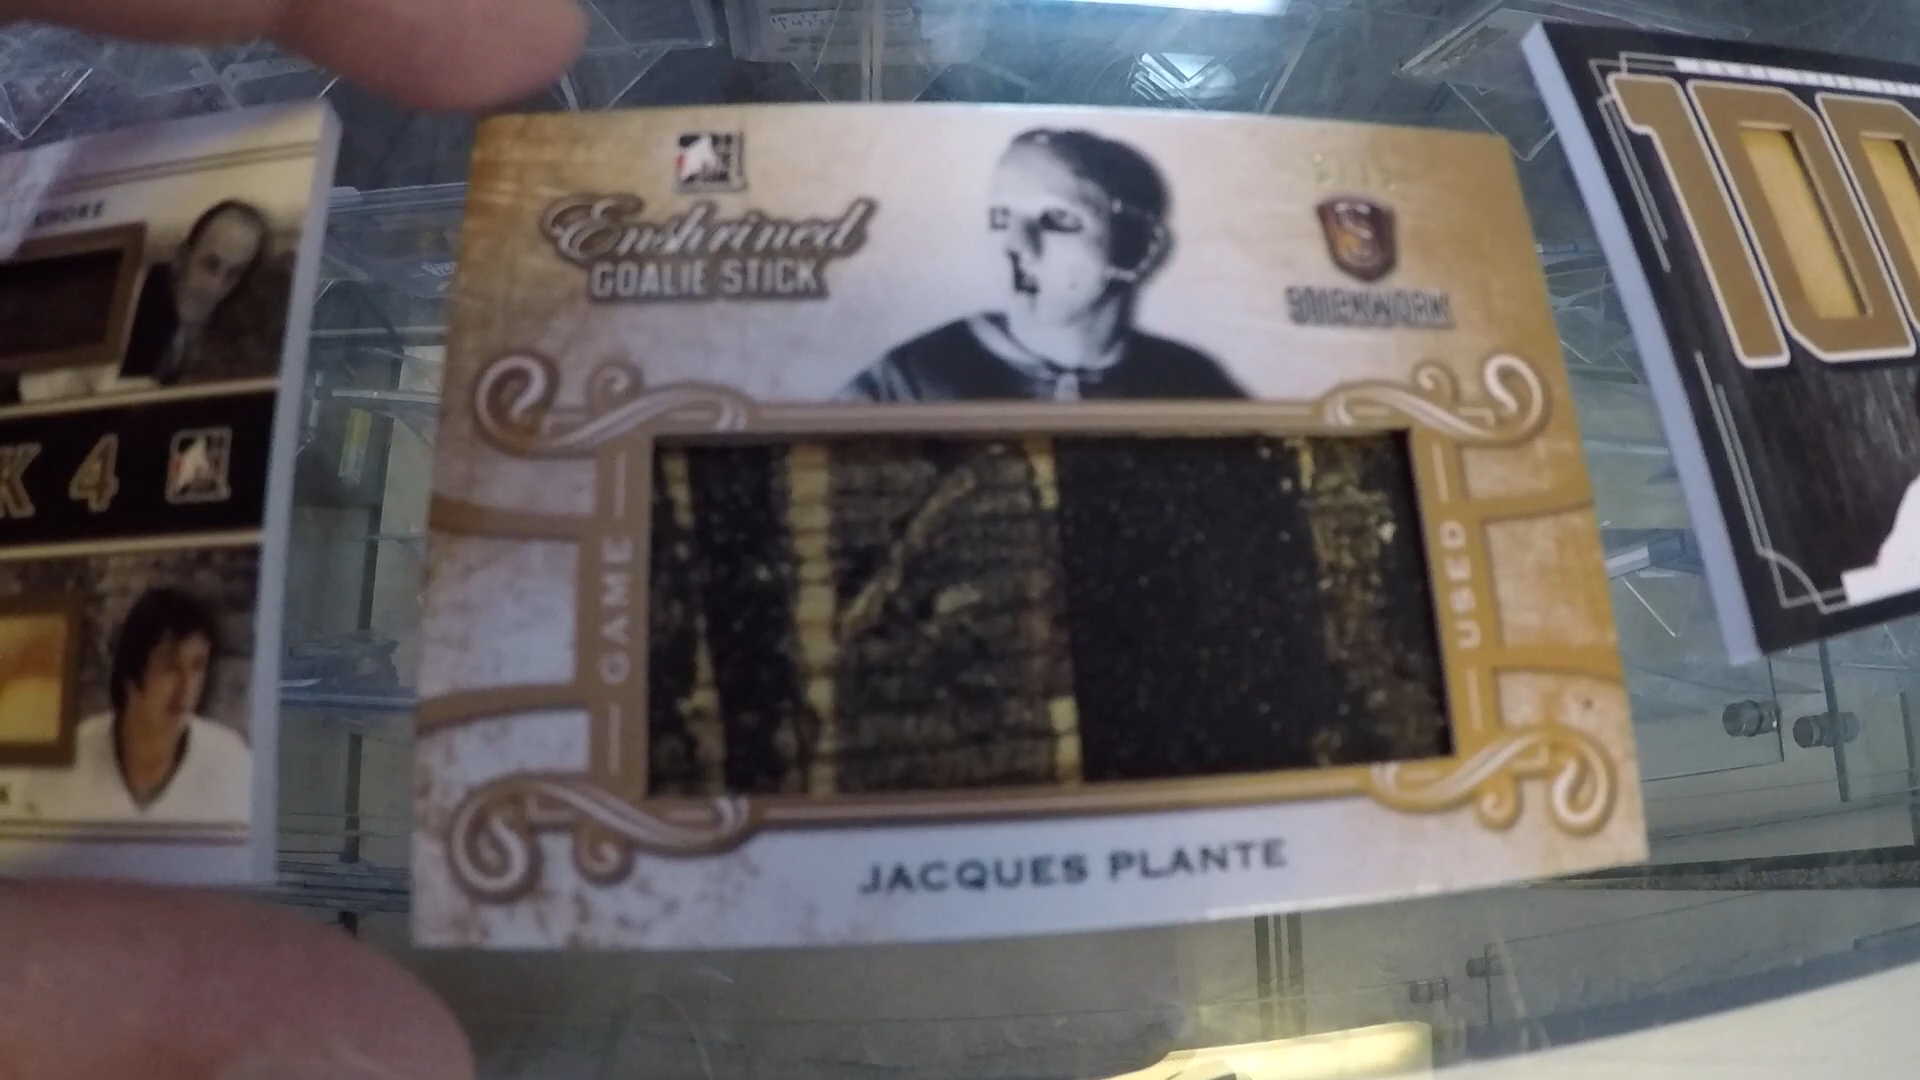 Enshrined
GOALIE STICK
STICKWORK
GAME
USED
JACQUES PLANTE
K 4
100